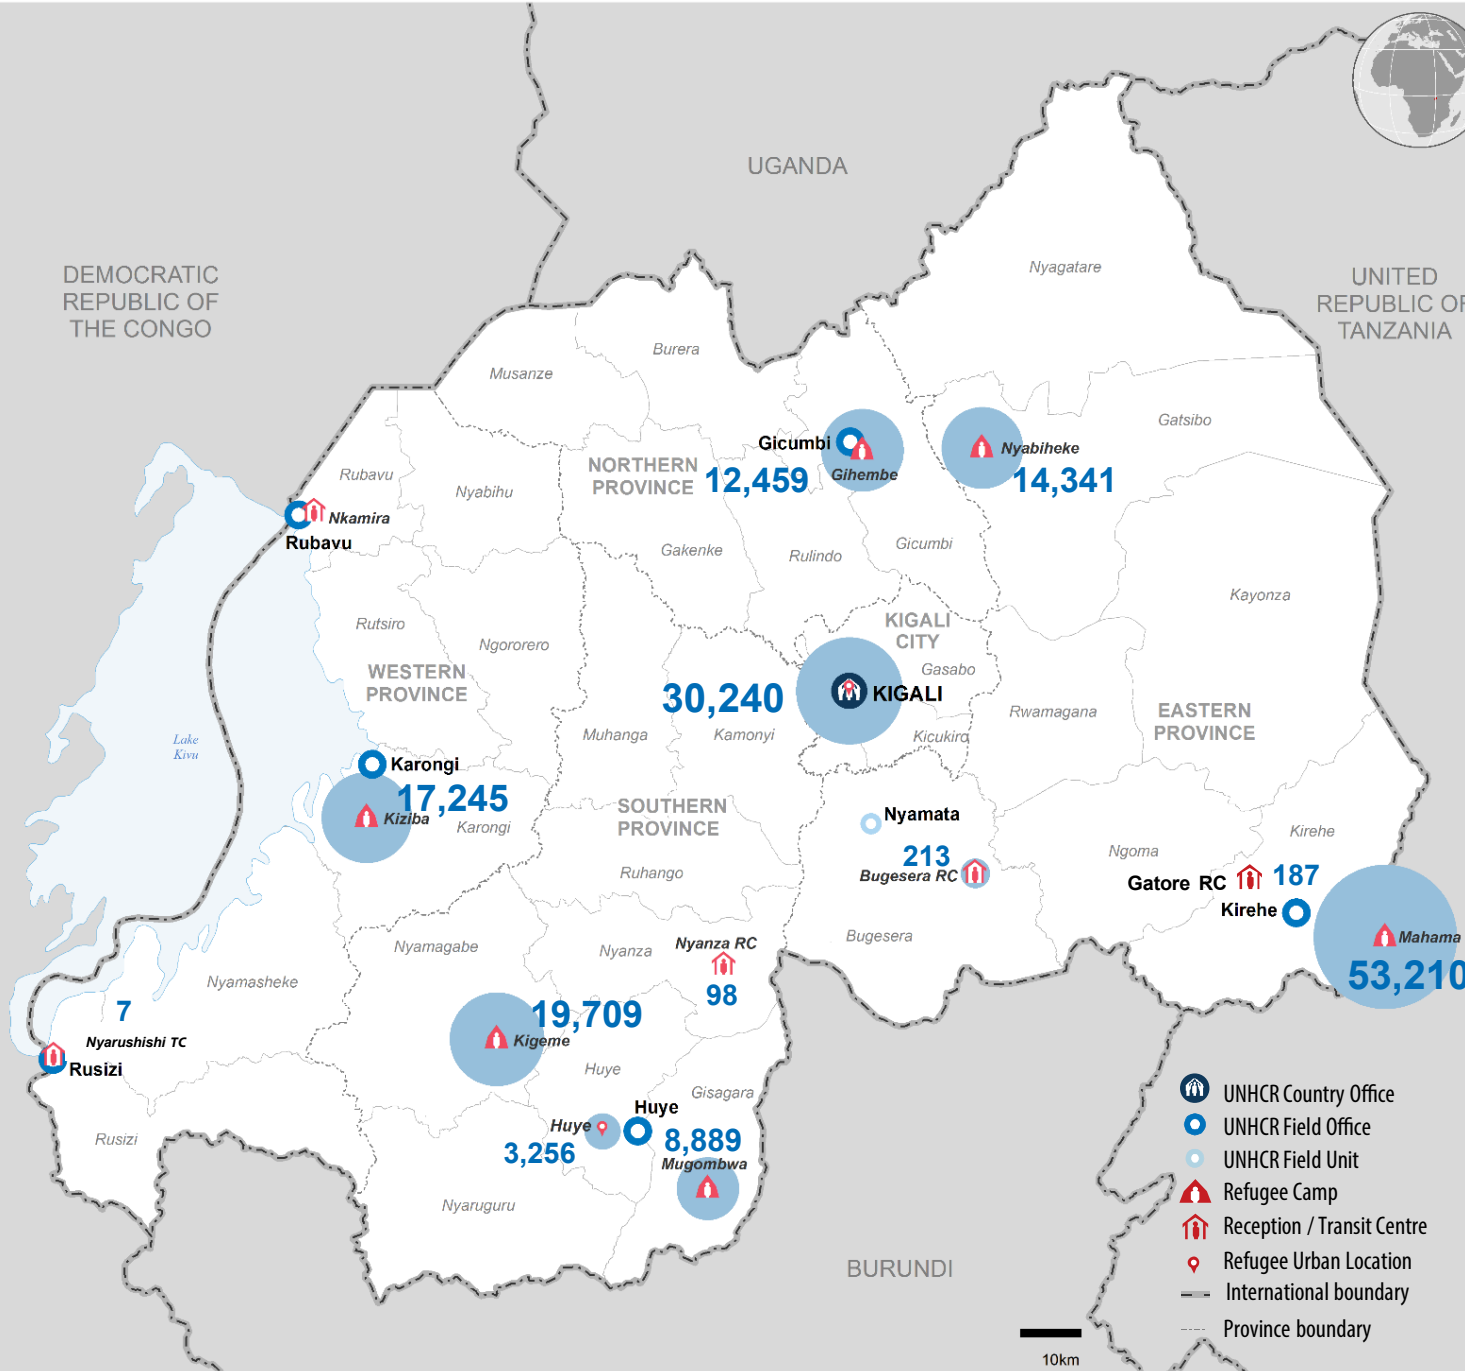 UGANDA
DEMOCRATIC
REPUBLIC OF
THE CONGO
UNITED
REPUBLIC OF
TANZANIA
Nyagatare
Burera
Musanze
Gatsibo
Gicumbi
Gihembe
12,459
Nyabiheke
14,341
NORTHERN
PROVINCE
Rubavu
Nyabihu
Nkamira
Rubavu
Gakenke
Rulindo
Gicumbi
Kayonza
KIGALI
CITY
Rutsiro
Ngororero
WESTERN
PROVINCE
Gasabo
30,240
KIGALI
Rwamagana
EASTERN
PROVINCE
Muhanga
Kamonyi
Kicukiro
Lake
Kivu
Karongi
17,245
Kiziba
Karongi
SOUTHERN
PROVINCE
Nyamata
213
Bugesera RC
Kirehe
Ngoma
Gatore RC
187
Kirehe
Ruhango
Mahama
53,210
Nyamagabe
Nyanza
Nyanza RC
98
Bugesera
Nyamasheke
7
Nyarushishi TC
Rusizi
19,709
Kigeme
Huye
Gisagara
Huye
Huye
3,256
8,889
Mugombwa
Rusizi
Nyaruguru
BURUNDI
UNHCR Country Office
UNHCR Field Office
UNHCR Field Unit
Refugee Camp
Reception / Transit Centre
Refugee Urban Location
International boundary
Province boundary
10km